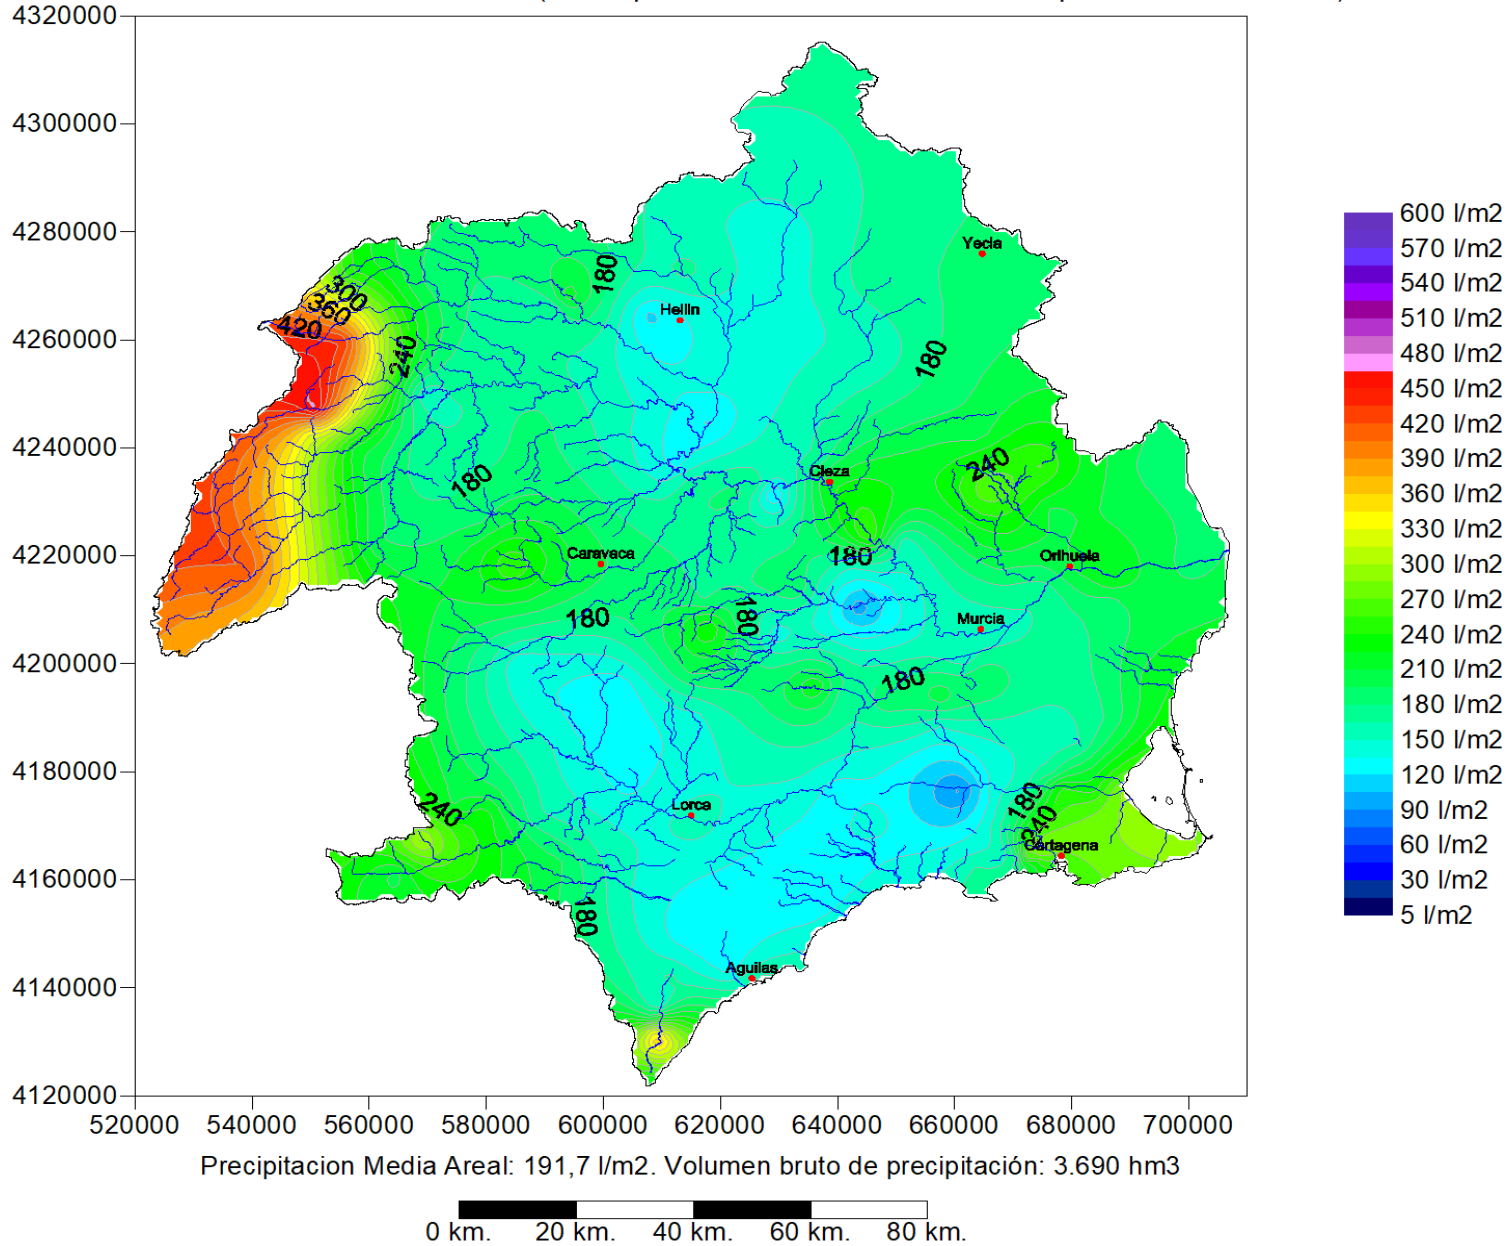 4320000
4300000
4280000
4260000
4240000
4220000
4200000
4180000
4160000
4140000
4120000
520000 540000 560000 580000 600000 620000 640000 660000 680000 700000
Yecla
180
300
360
420
Hellin
240
180
240
Cieza
180
Caravaca
180
Orihuela
180
180
Murcia
180
240
Lorca
180
240
Cartagena
180
Aguilas
600 l/m2
570 l/m2
540 l/m2
510 l/m2
480 l/m2
450 l/m2
420 l/m2
390 l/m2
360 l/m2
330 l/m2
300 l/m2
270 l/m2
240 l/m2
210 l/m2
180 l/m2
150 l/m2
120 l/m2
90 l/m2
60 l/m2
30 l/m2
5 l/m2
Precipitacion Media Areal: 191,7 l/m2. Volumen bruto de precipitación: 3.690 hm3
0 km. 20 km. 40 km. 60 km. 80 km.